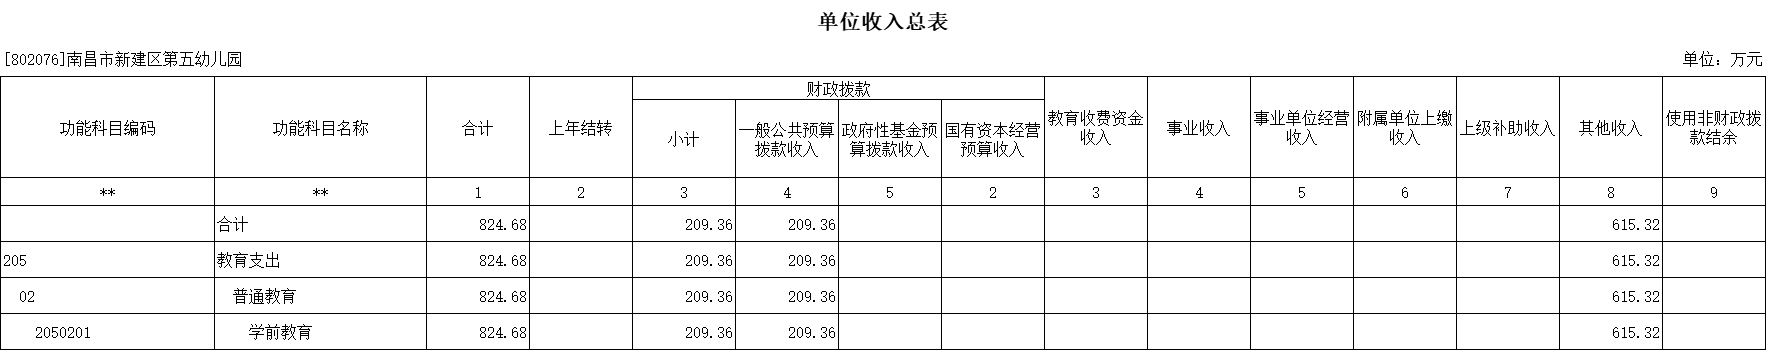 单位收入总表
[802076]南昌市新建区第五幼儿园 单位：万元
功能科目编码 功能科目名称 合计 上年结转 财政拨款 教育收费资金收入 事业收入 事业单位经营收入 附属单位上缴收入 上级补助收入 其他收入 使用非财政拨款结余
小计 一般公共预算拨款收入 政府性基金预算拨款收入 国有资本经营预算收入
** ** 1 2 3 4 5 2 3 4 5 6 7 8 9
合计 824.68 209.36 209.36 615.32
205 教育支出 824.68 209.36 209.36 615.32
02 普通教育 824.68 209.36 209.36 615.32
2050201 学前教育 824.68 209.36 209.36 615.32